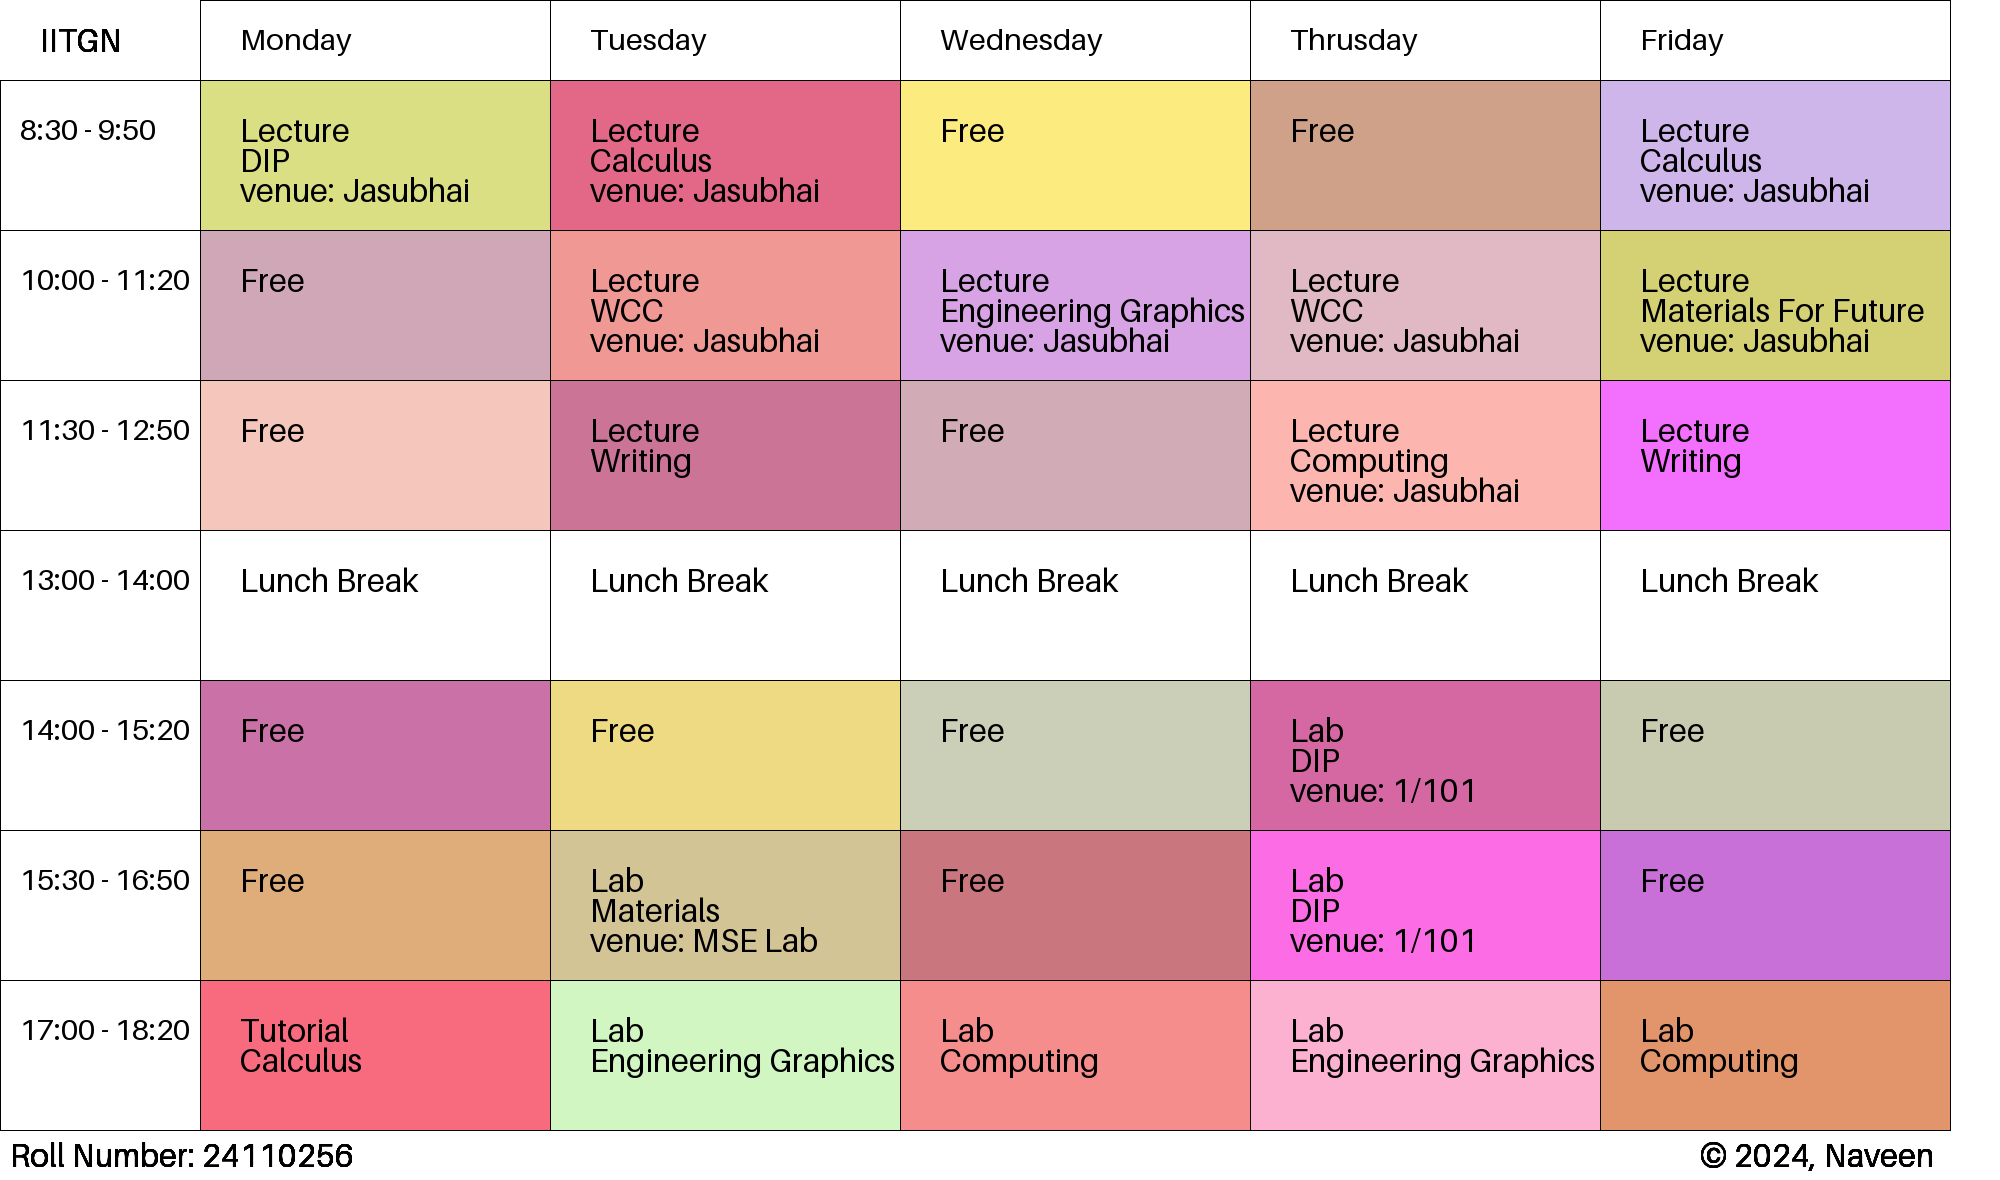 IITGN
Monday
Tuesday
Wednesday
Thrusday
Friday
8:30 - 9:50
Lecture
DIP
venue: Jasubhai
Lecture
Calculus
venue: Jasubhai
Free
Free
Lecture
Calculus
venue: Jasubhai
10:00 - 11:20
Free
Lecture
WCC
venue: Jasubhai
Lecture
Engineering Graphics
venue: Jasubhai
Lecture
WCC
venue: Jasubhai
Lecture
Materials For Future
venue: Jasubhai
11:30 - 12:50
Free
Lecture
Writing
Free
Lecture
Computing
venue: Jasubhai
Lecture
Writing
13:00 - 14:00
Lunch Break
Lunch Break
Lunch Break
Lunch Break
Lunch Break
14:00 - 15:20
Free
Free
Free
Lab
DIP
venue: 1/101
Free
15:30 - 16:50
Free
Lab
Materials
venue: MSE Lab
Free
Lab
DIP
venue: 1/101
Free
17:00 - 18:20
Tutorial
Calculus
Lab
Engineering Graphics
Lab
Computing
Lab
Engineering Graphics
Lab
Computing
Roll Number: 24110256
© 2024, Naveen